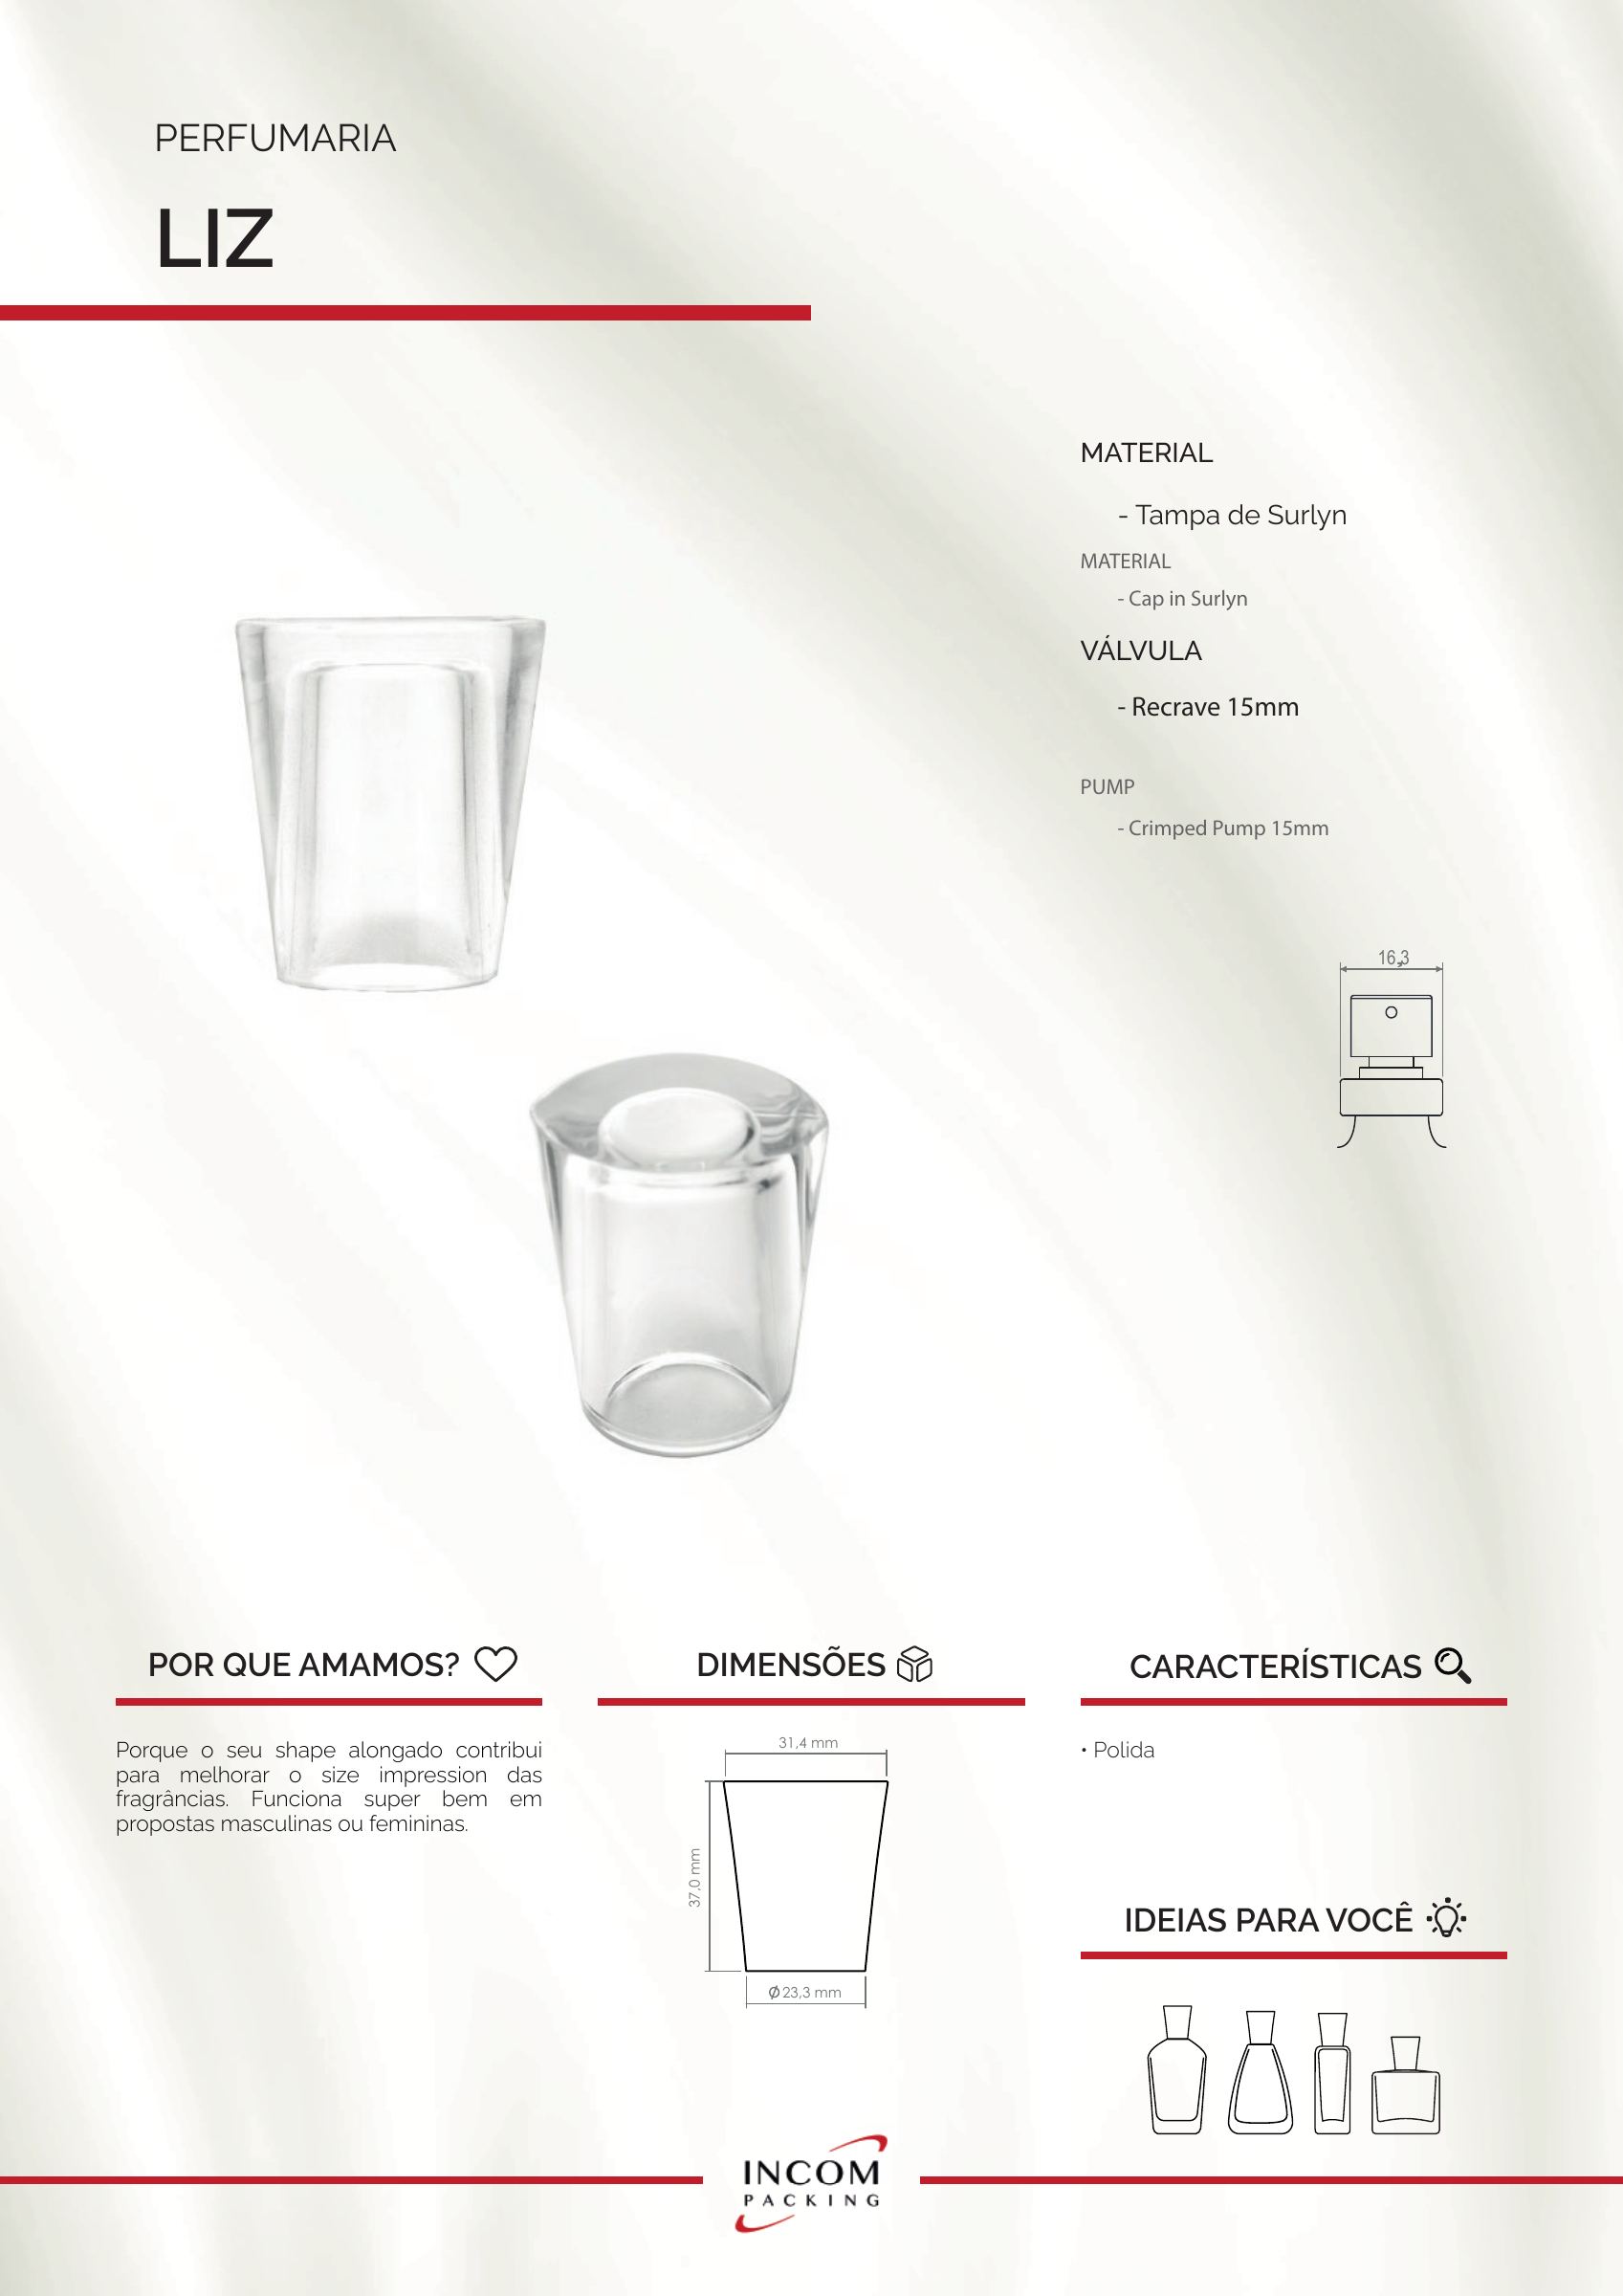 PERFUMARIA
LIZ
MATERIAL
- Tampa de Surlyn
MATERIAL
- Cap in Surlyn
VÁLVULA
- Recrave 15mm
PUMP
- Crimped Pump 15mm
16,3
POR QUE AMAMOS?
Porque o seu shape alongado contribui
para melhorar o size impression das
fragrâncias. Funciona super bem em
propostas masculinas ou femininas.
DIMENSÕES
31,4 mm
37,0 mm
Ø 23,3 mm
CARACTERÍSTICAS
• Polida
IDEIAS PARA VOCÊ
INCOM
PACKING